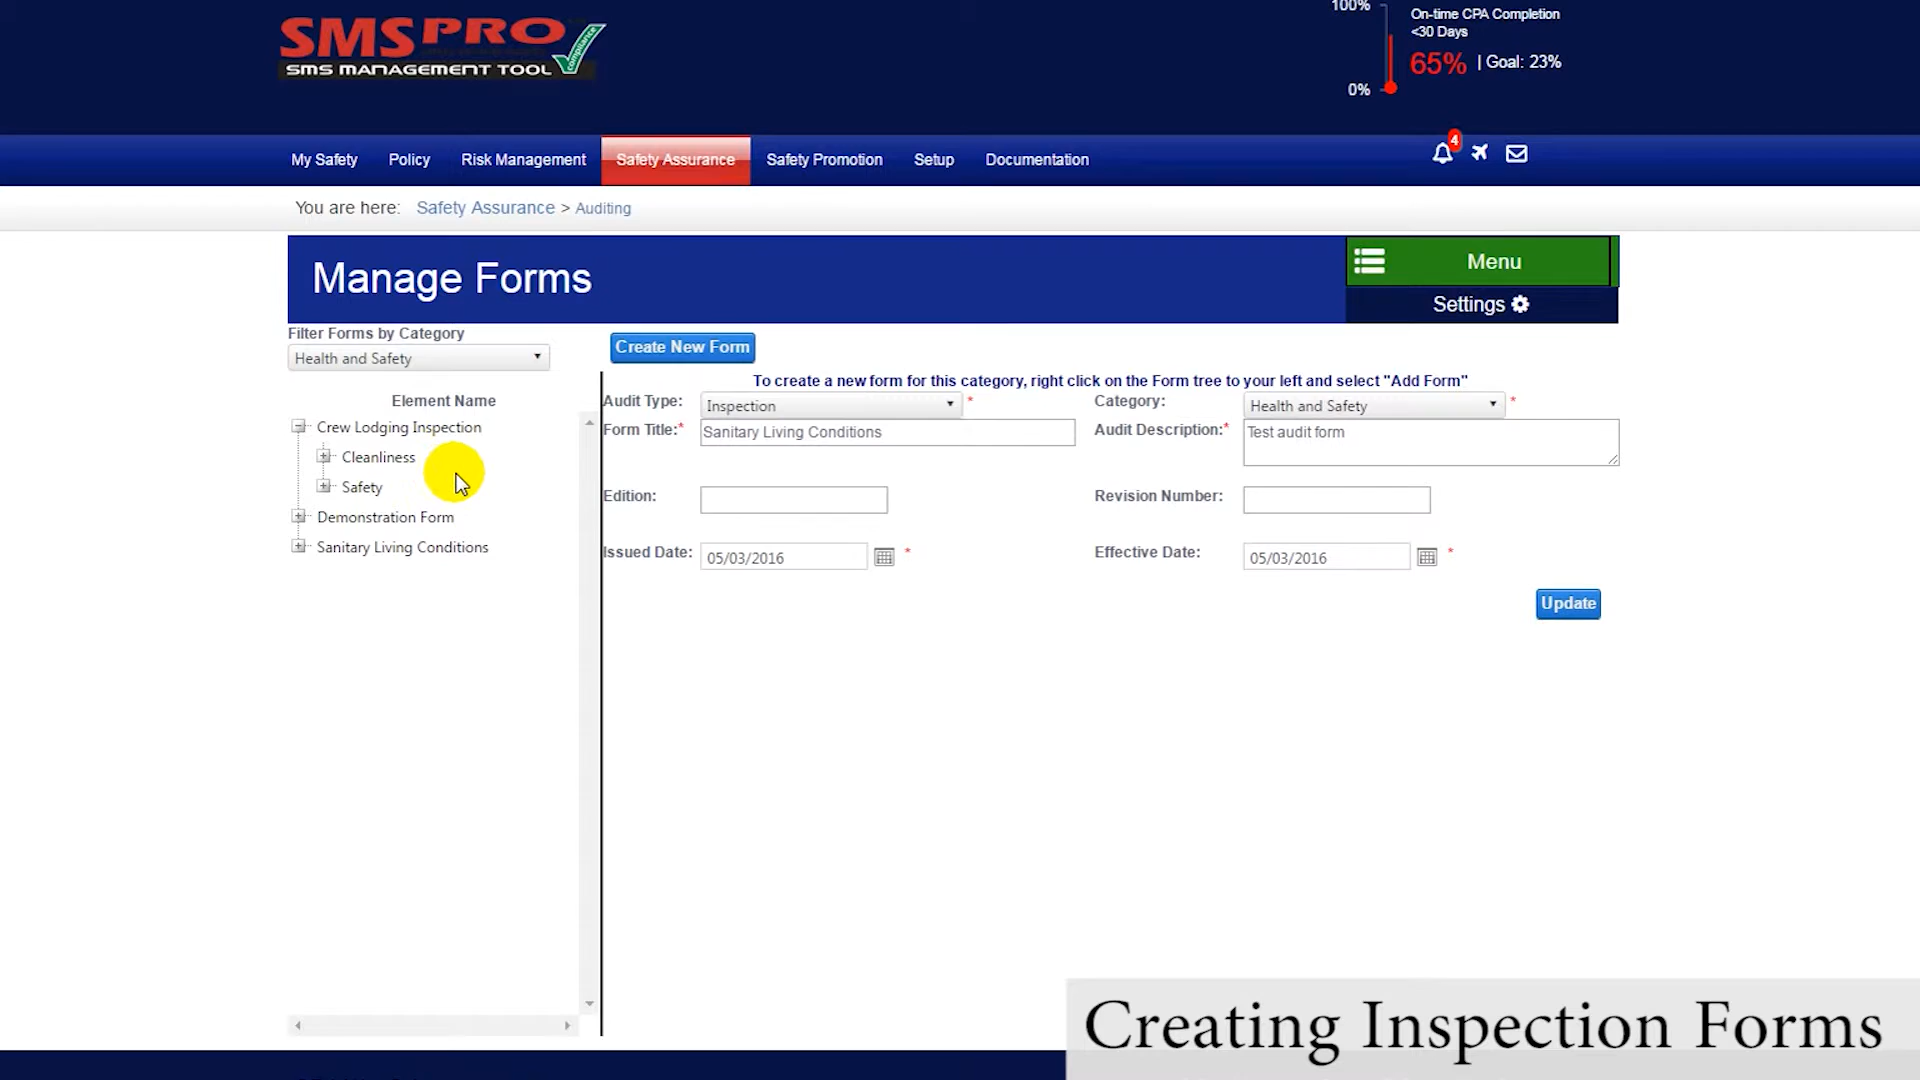 SMS PRO
compliance
SMS MANAGEMENT TOOL
100%
0%
On-time CPA Completion
<30 Days
65% | Goal: 23%
My Safety Policy Risk Management Safety Assurance Safety Promotion Setup Documentation
4
You are here: Safety Assurance > Auditing
Manage Forms
Menu
Settings
Filter Forms by Category
Health and Safety
Create New Form
To create a new form for this category, right click on the Form tree to your left and select "Add Form"
Element Name
Crew Lodging Inspection
Cleanliness
Safety
Demonstration Form
Sanitary Living Conditions
Audit Type: Inspection * Category: Health and Safety *
Form Title:* Sanitary Living Conditions Audit Description:* Test audit form
Edition: Revision Number:
Issued Date: 05/03/2016 * Effective Date: 05/03/2016 *
Update
Creating Inspection Forms